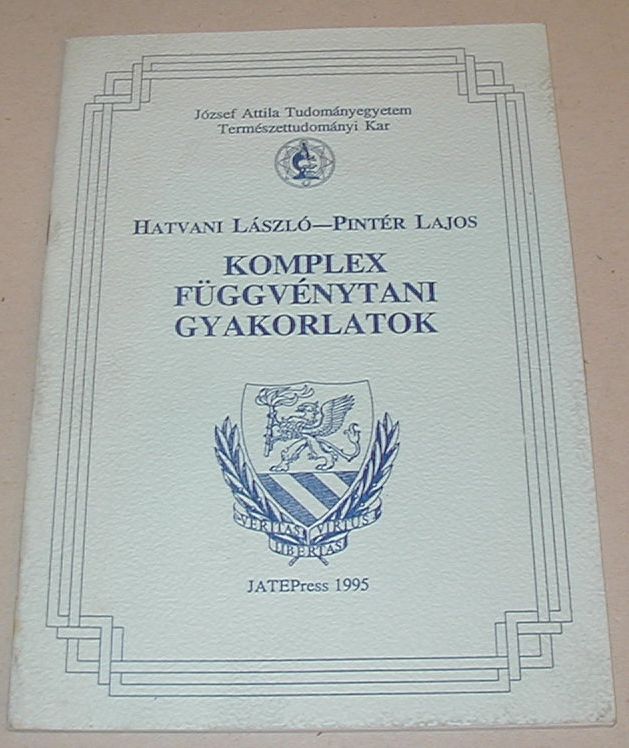 József Attila Tudományegyetem
Természettudományi Kar
HATVANI LÁSZLÓ—PINTÉR LAJOS
KOMPLEX
FÜGGVÉNYTANI
GYAKORLATOK
VERITAS VIRTUS
LIBERTAS
JATEPress 1995